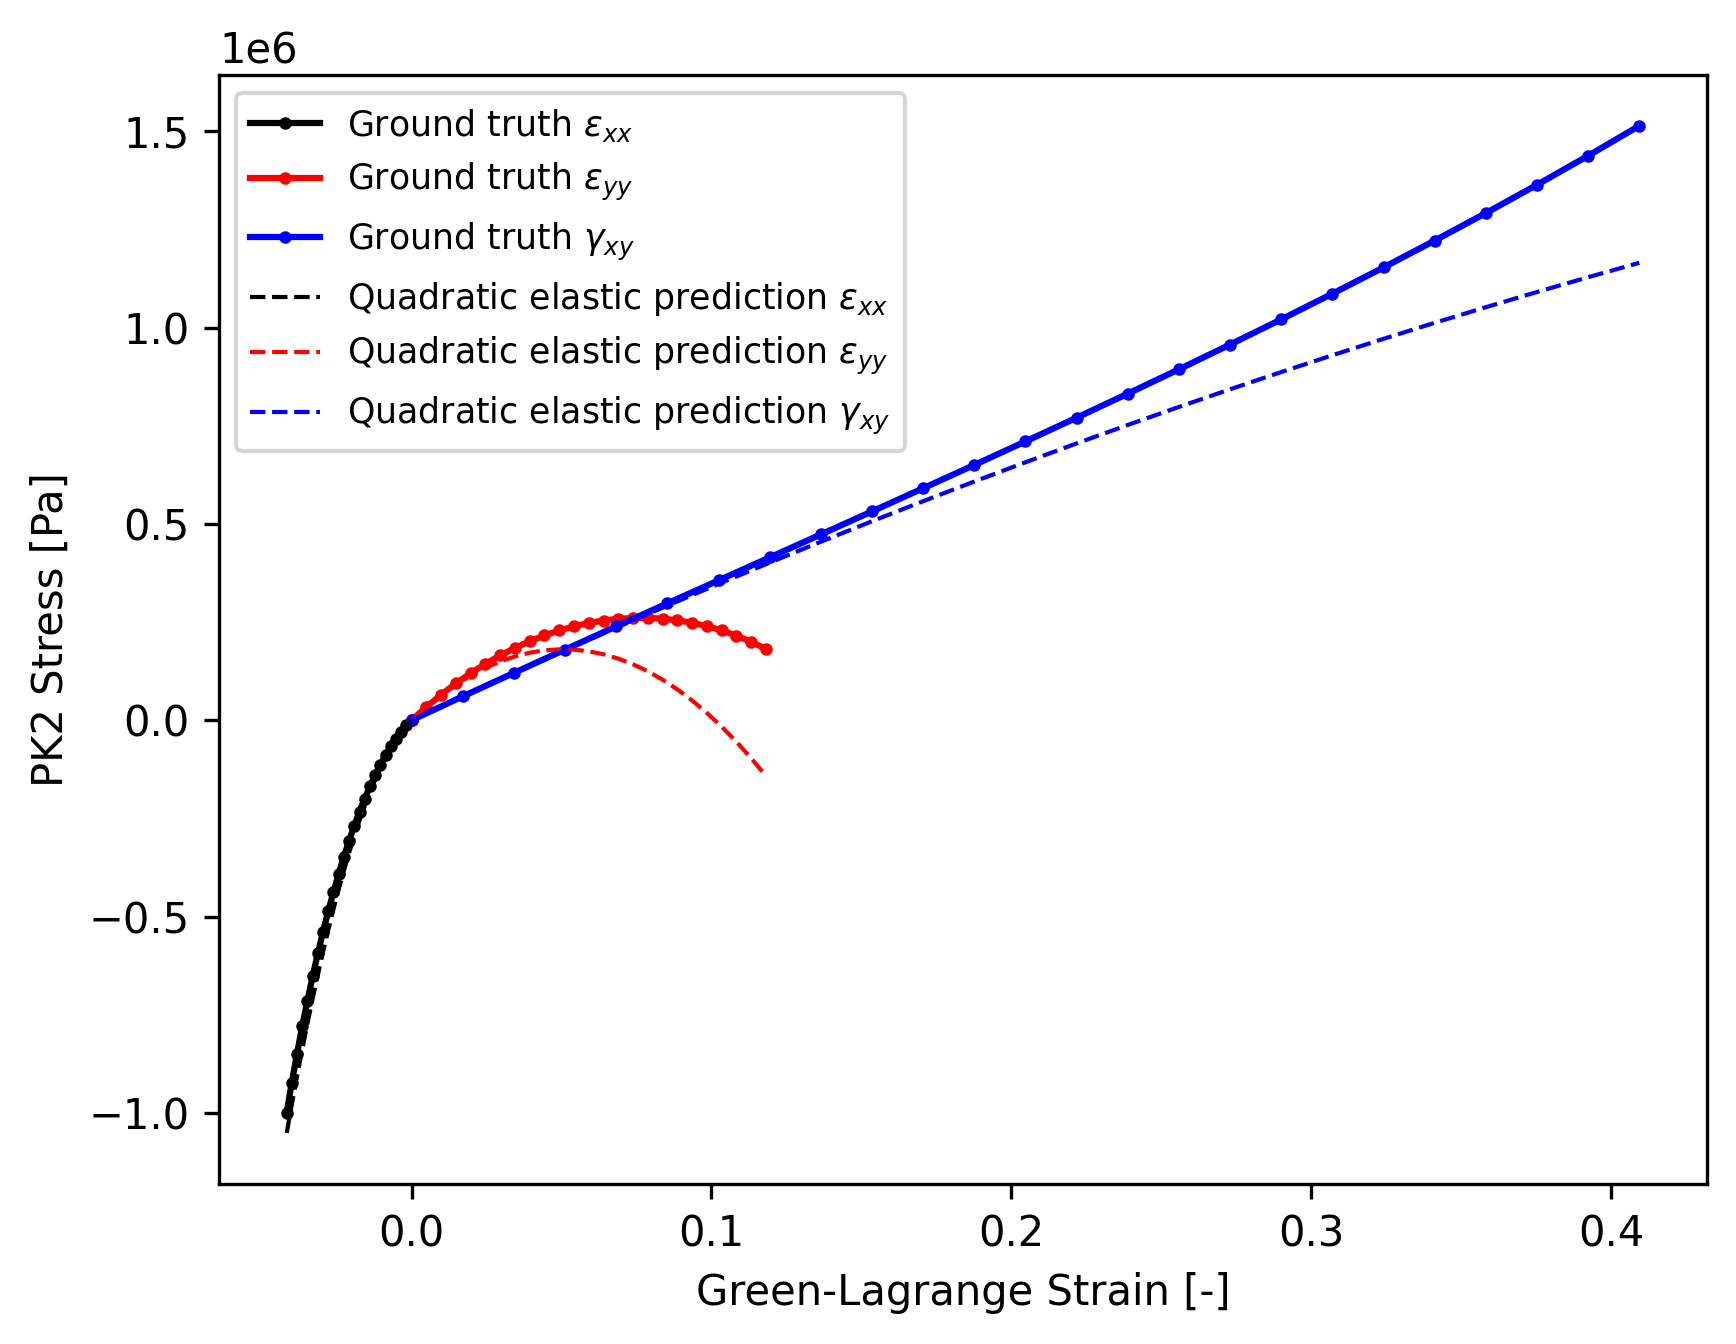 1e6
1.5
1.0
0.5
0.0
−0.5
−1.0
PK2 Stress [Pa]
Ground truth εxx
Ground truth εyy
Ground truth γxy
Quadratic elastic prediction εxx
Quadratic elastic prediction εyy
Quadratic elastic prediction γxy
0.0 0.1 0.2 0.3 0.4
Green-Lagrange Strain [-]